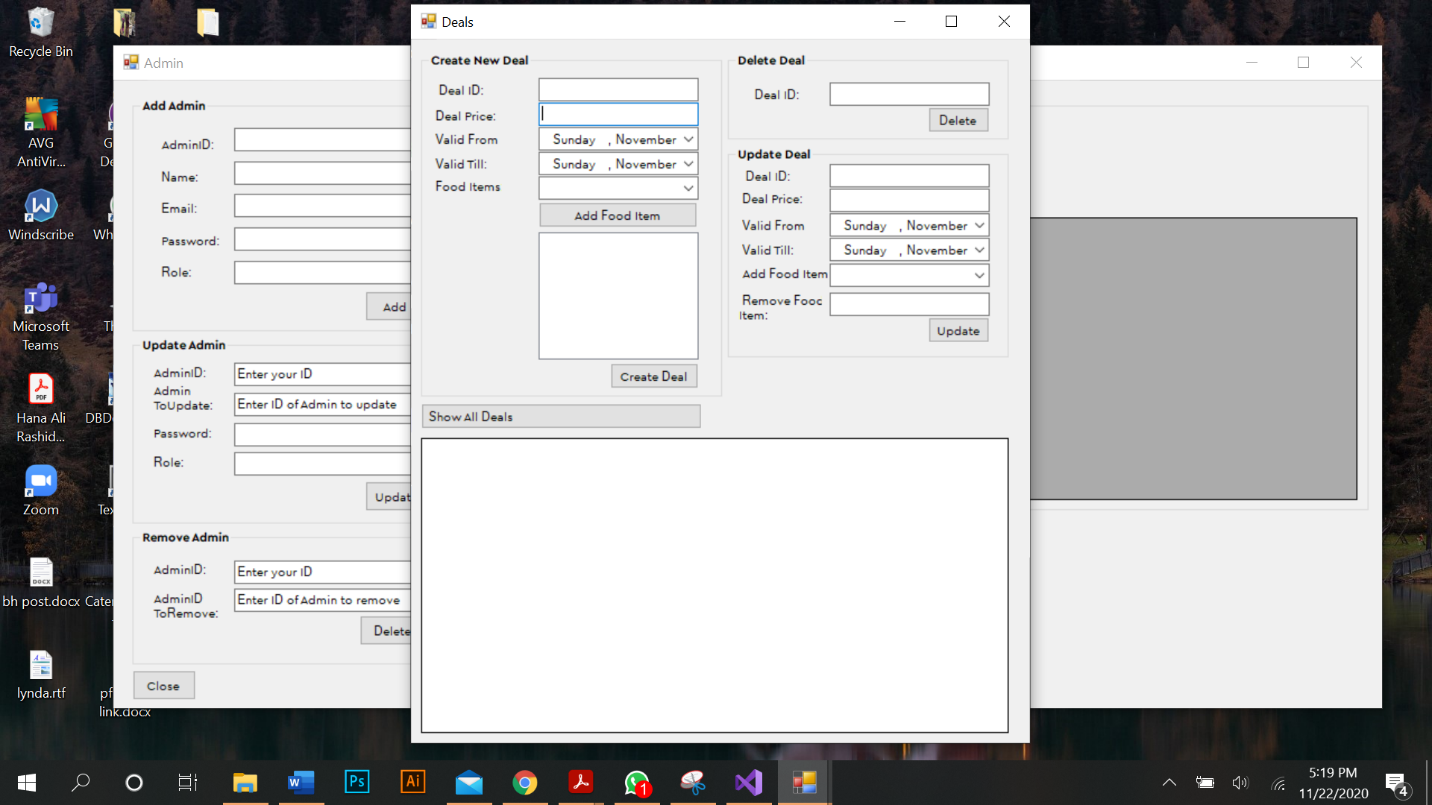 Recycle Bin
AVG
AntiVir...
Windscribe
Microsoft
Teams
Hana Ali
Rashid...
Zoom
bh post.docx
lynda.rtf
link.docx
Admin
Add Admin
AdminID:
Name:
Email:
Password:
Role:
Add
Update Admin
AdminID:
Enter your ID
Admin
ToUpdate:
Enter ID of Admin to update
Password:
Role:
Remove Admin
AdminID:
Enter your ID
AdminID
ToRemove:
Enter ID of Admin to remove
Delete
Close
Deals
Create New Deal
Deal ID:
Deal Price:
Valid From
Sunday , November
Valid Till:
Sunday , November
Food Items
Add Food Item
Create Deal
Show All Deals
Delete Deal
Deal ID:
Delete
Update Deal
Deal ID:
Deal Price:
Valid From
Sunday , November
Valid Till:
Sunday , November
Add Food Item
Remove Fooc
Item:
Update
W
Ps
Ai
1
5:19 PM
11/22/2020
4